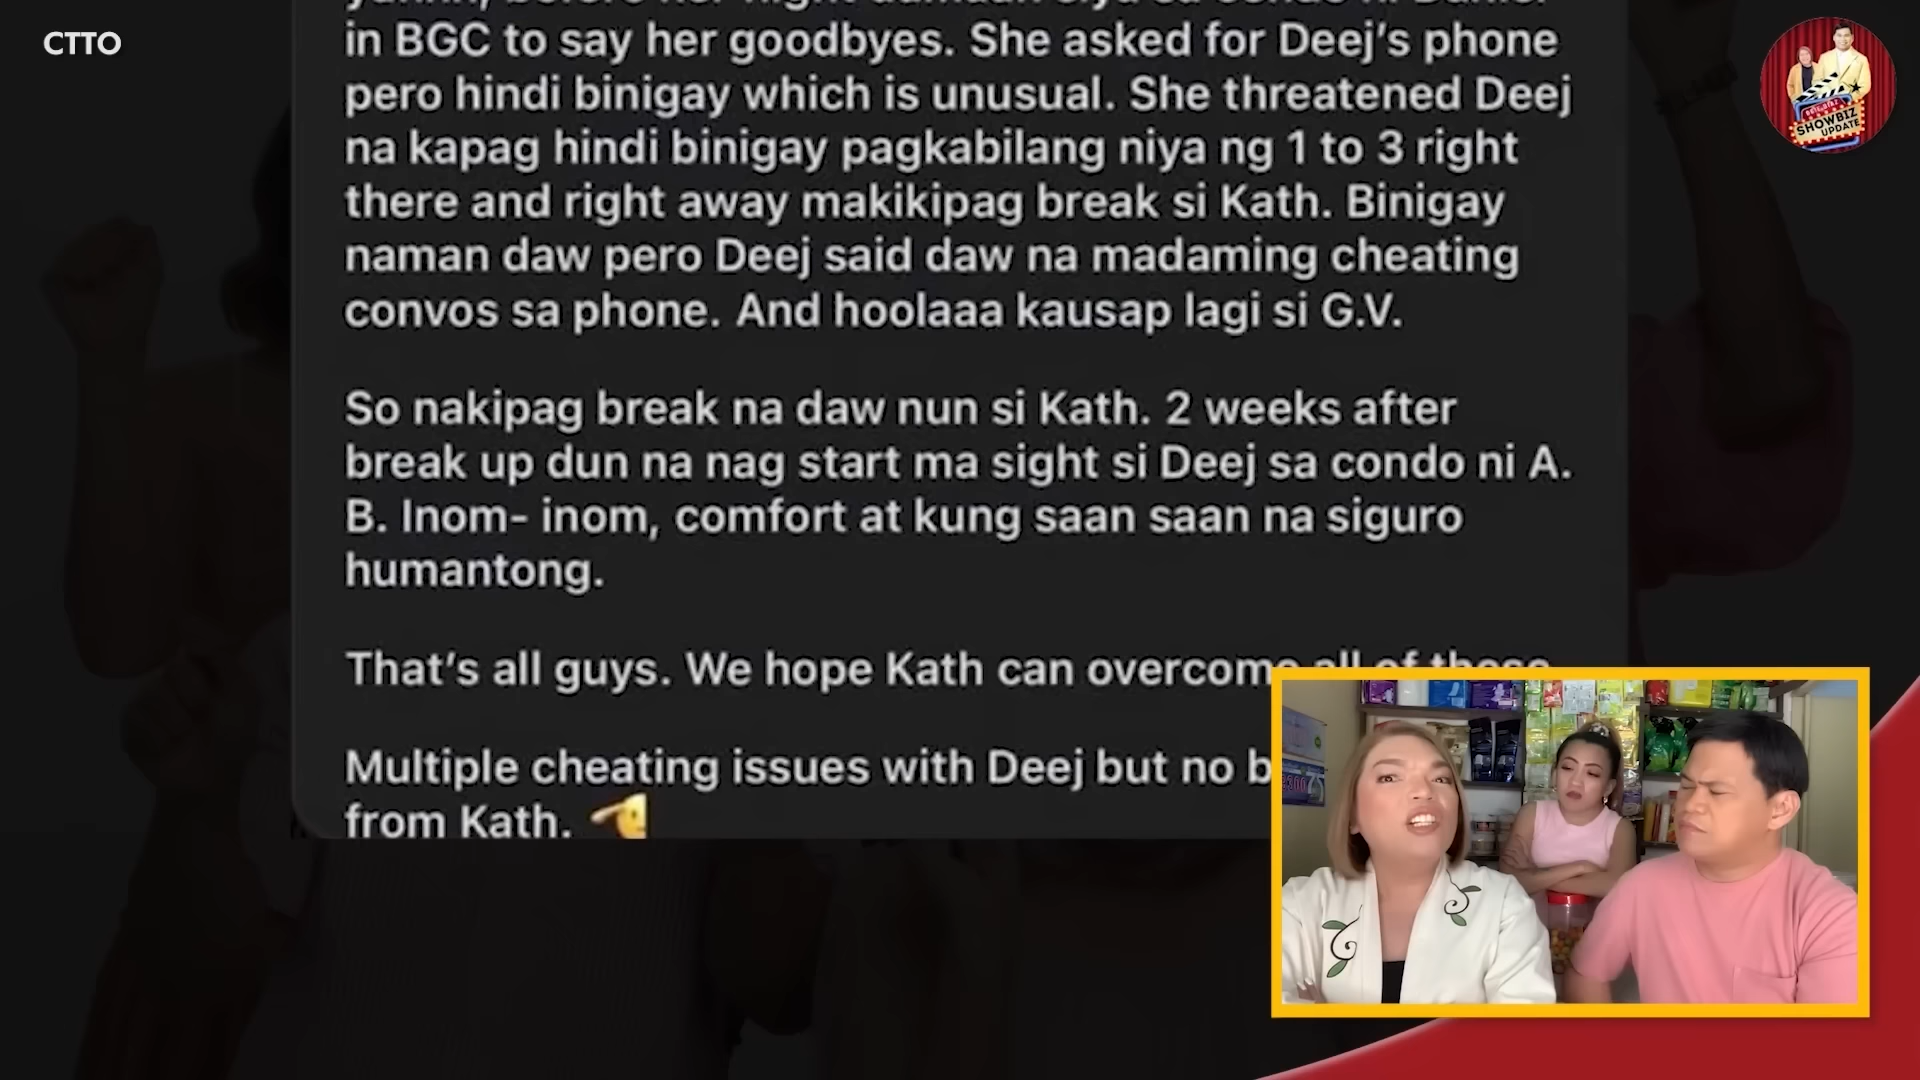 CTTO
in BGC to say her goodbyes. She asked for Deej's phone
pero hindi binigay which is unusual. She threatened Deej
na kapag hindi binigay pagkabilang niya ng 1 to 3 right
there and right away makikipag break si Kath. Binigay
naman daw pero Deej said daw na madaming cheating
convos sa phone. And hoolaaa kausap lagi si G.V.
So nakipag break na daw nun si Kath. 2 weeks after
break up dun na nag start ma sight si Deej sa condo ni A.
B. Inom- inom, comfort at kung saan saan na siguro
humantong.
That's all guys. We hope Kath can overcome all of these
Multiple cheating issues with Deej but no b
from Kath.
SHOWBIZ
UPDATE